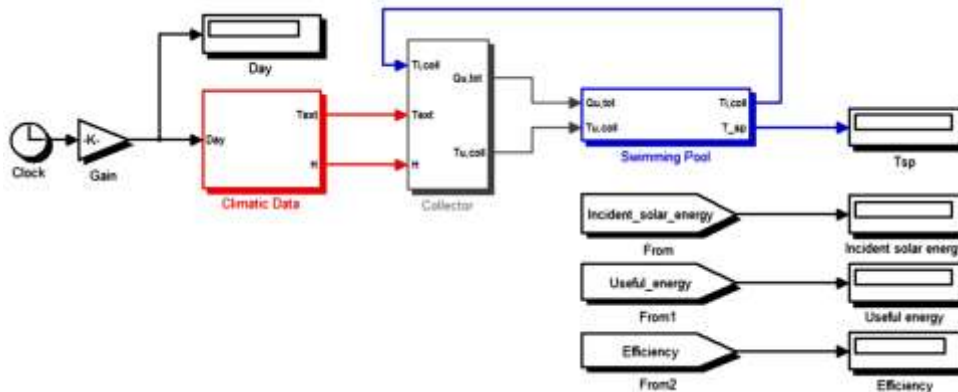 Day
Clock
-K-
Gain
Day
Text
H
Climatic Data
Ti,coll
Text
H
Qu,tot
Tu,coll
Collector
Qu,tot
Tu,coll
Ti,coll
T_sp
Swimming Pool
Tsp
Incident_solar_energy
From
Incident solar energ
Useful_energy
From1
Useful energy
Efficiency
From2
Efficiency